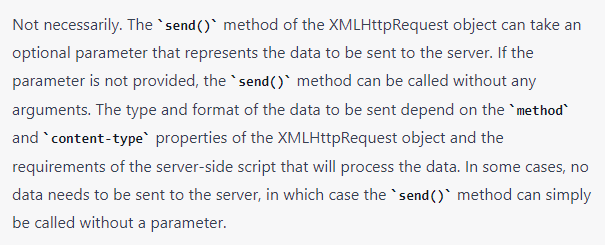 Not necessarily. The `send()` method of the XMLHttpRequest object can take an
optional parameter that represents the data to be sent to the server. If the
parameter is not provided, the `send()` method can be called without any
arguments. The type and format of the data to be sent depend on the `method`
and `content-type` properties of the XMLHttpRequest object and the
requirements of the server-side script that will process the data. In some cases, no
data needs to be sent to the server, in which case the `send()` method can simply
be called without a parameter.